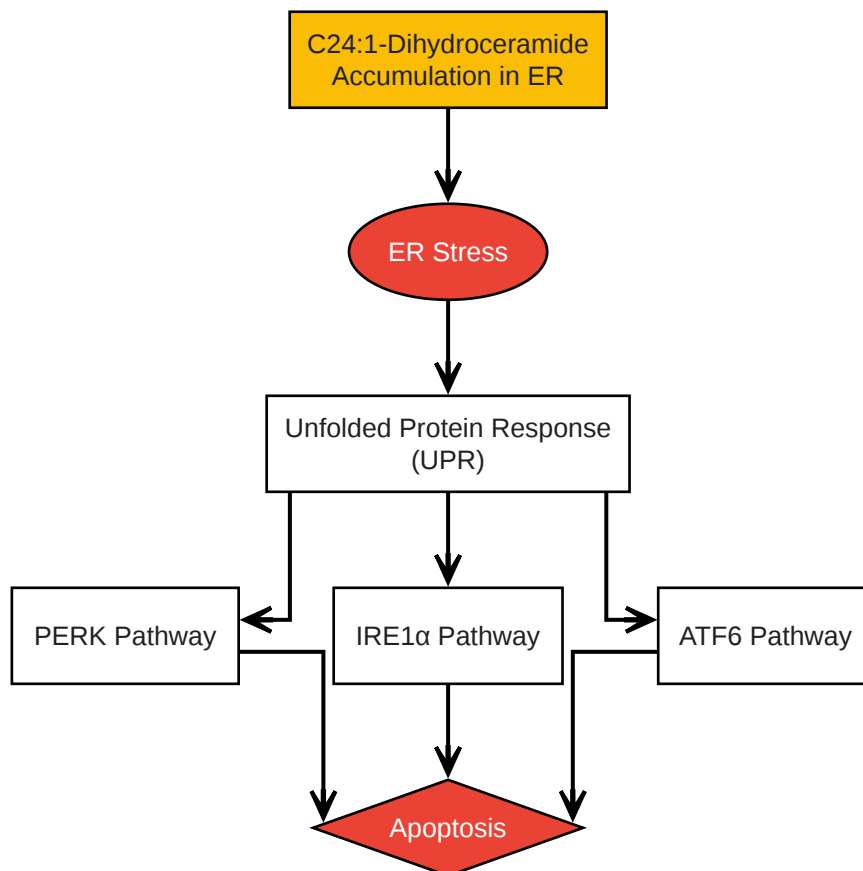 C24:1-Dihydroceramide
Accumulation in ER
ER Stress
Unfolded Protein Response
(UPR)
PERK Pathway
IRE1α Pathway
ATF6 Pathway
Apoptosis